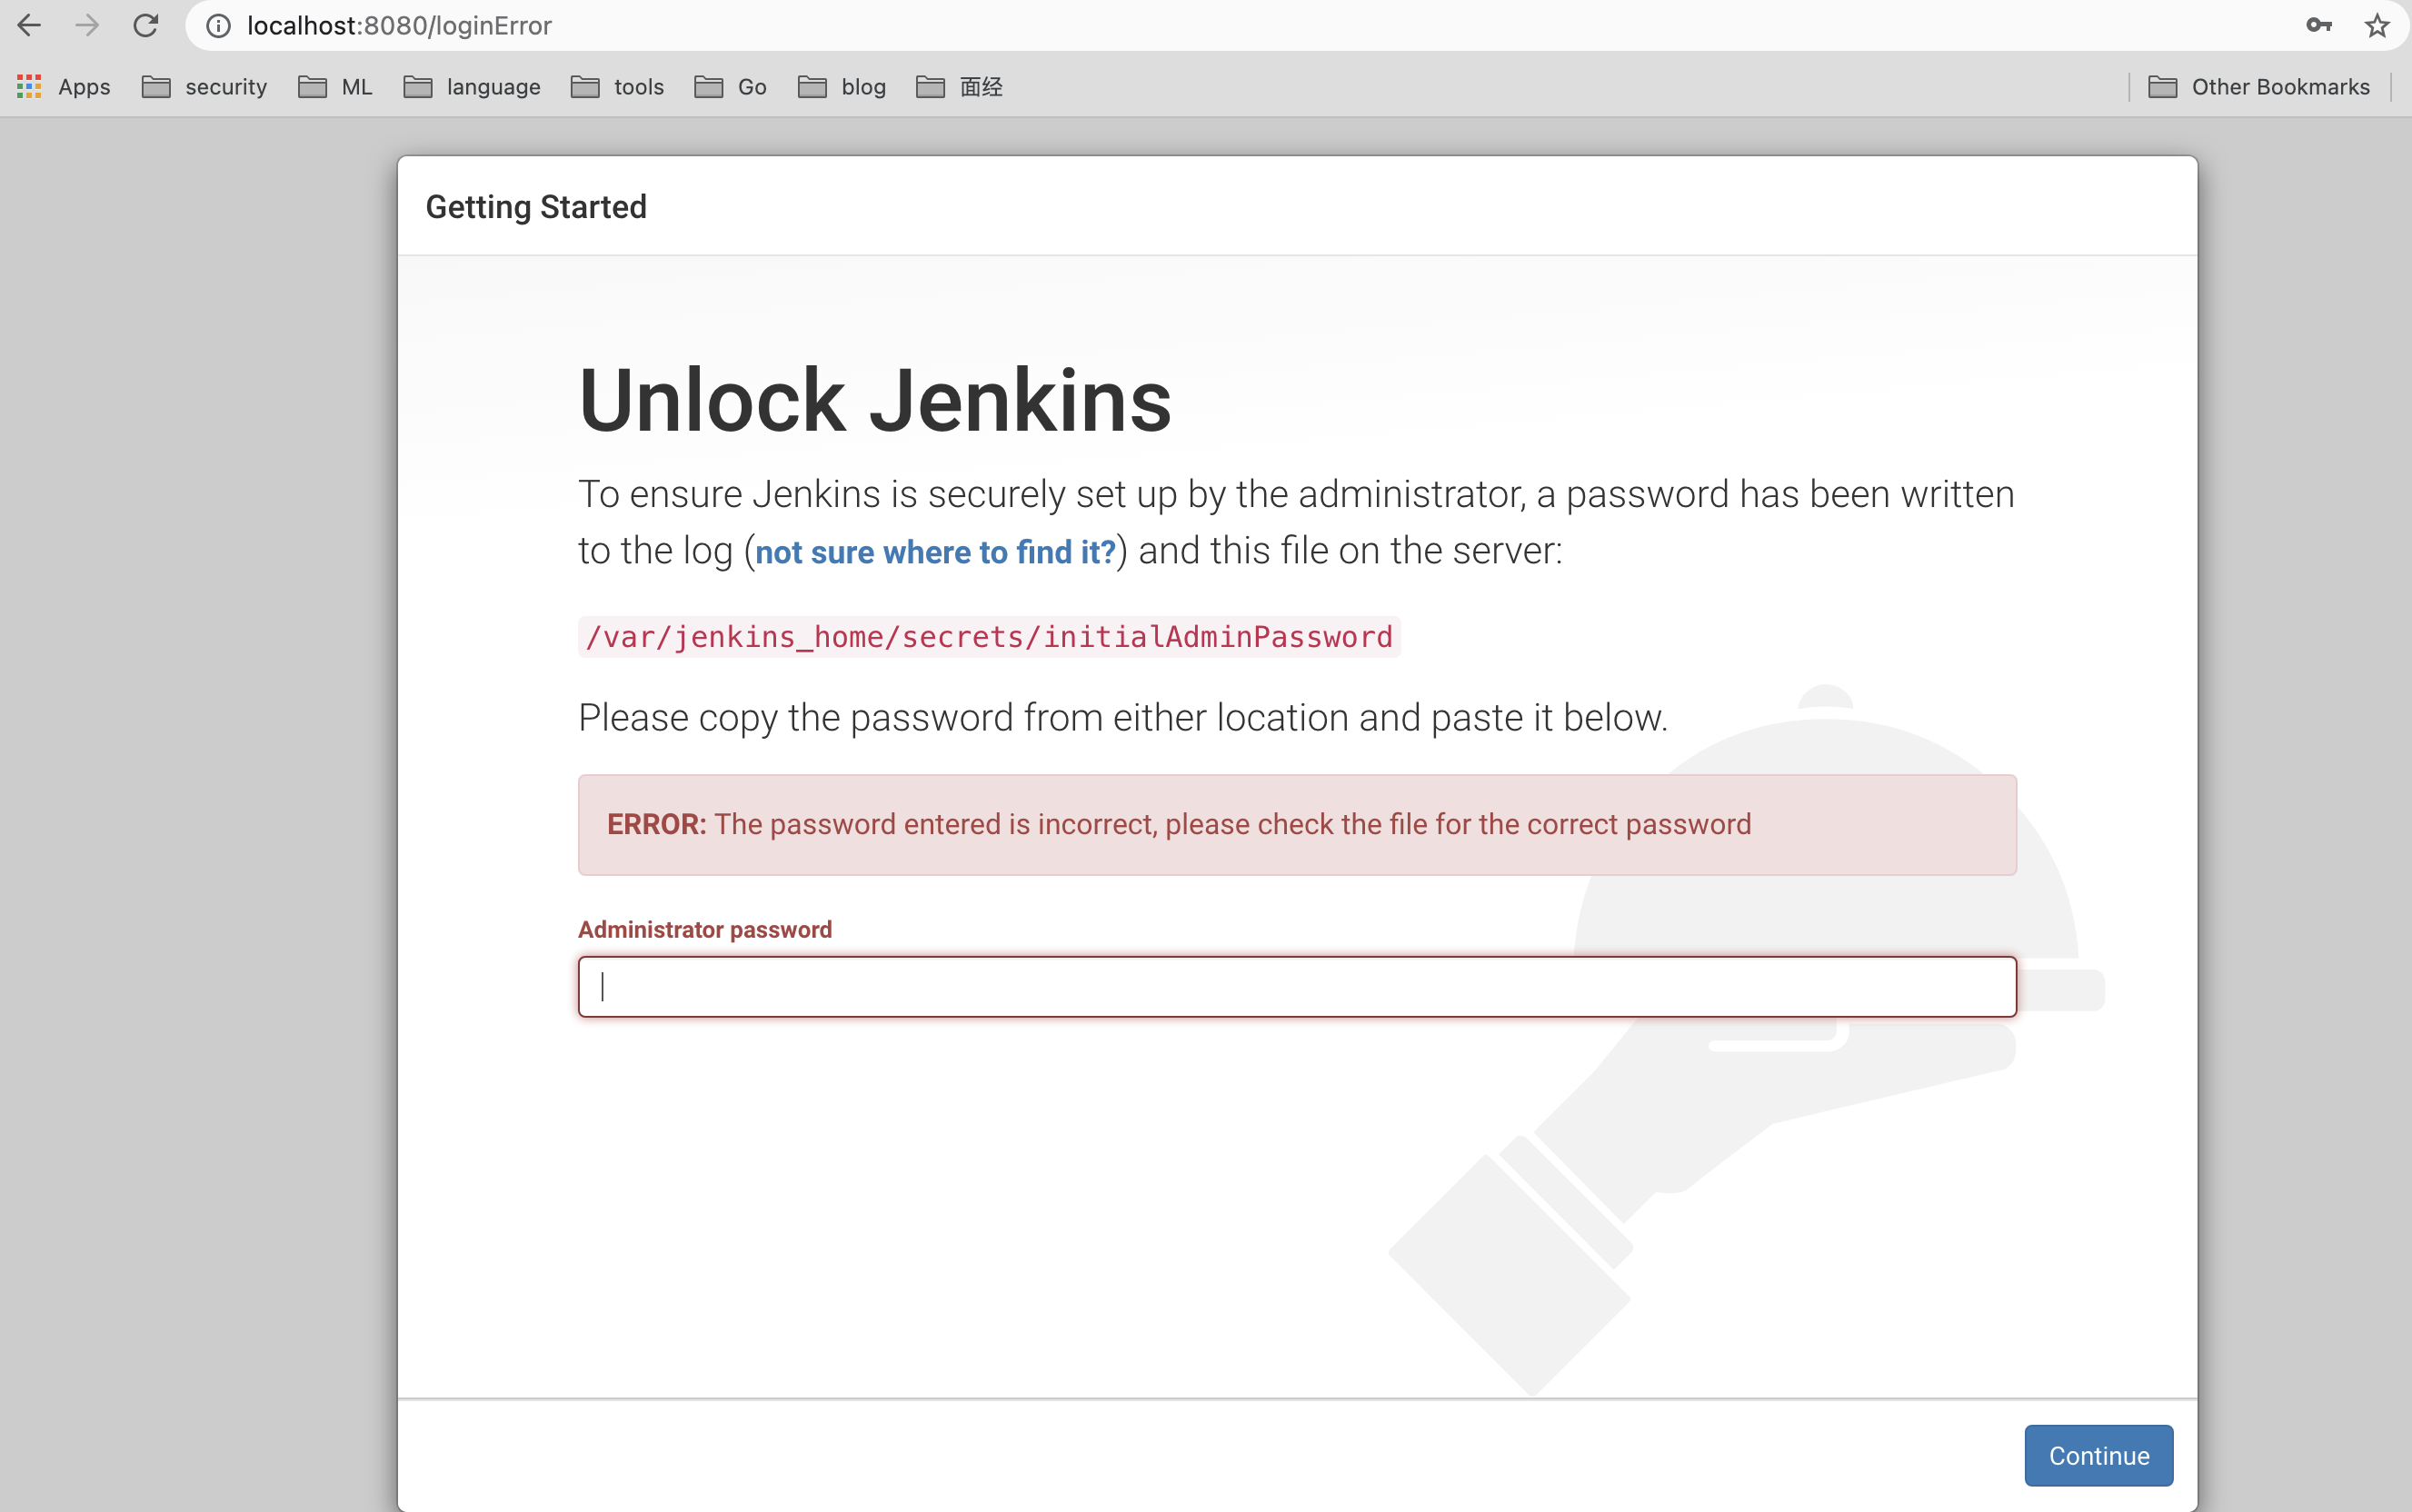 localhost:8080/loginError
Apps security ML language tools Go blog 面经 Other Bookmarks
Getting Started
Unlock Jenkins
To ensure Jenkins is securely set up by the administrator, a password has been written
to the log (not sure where to find it?) and this file on the server:
/var/jenkins_home/secrets/initialAdminPassword
Please copy the password from either location and paste it below.
ERROR: The password entered is incorrect, please check the file for the correct password
Administrator password
Continue